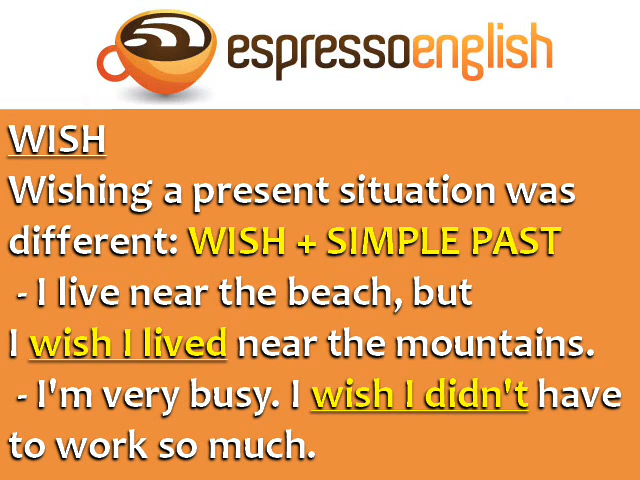 espressoenglish
WISH
Wishing a present situation was
different: WISH + SIMPLE PAST
- I live near the beach, but
I wish I lived near the mountains.
- I'm very busy. I wish I didn't have
to work so much.